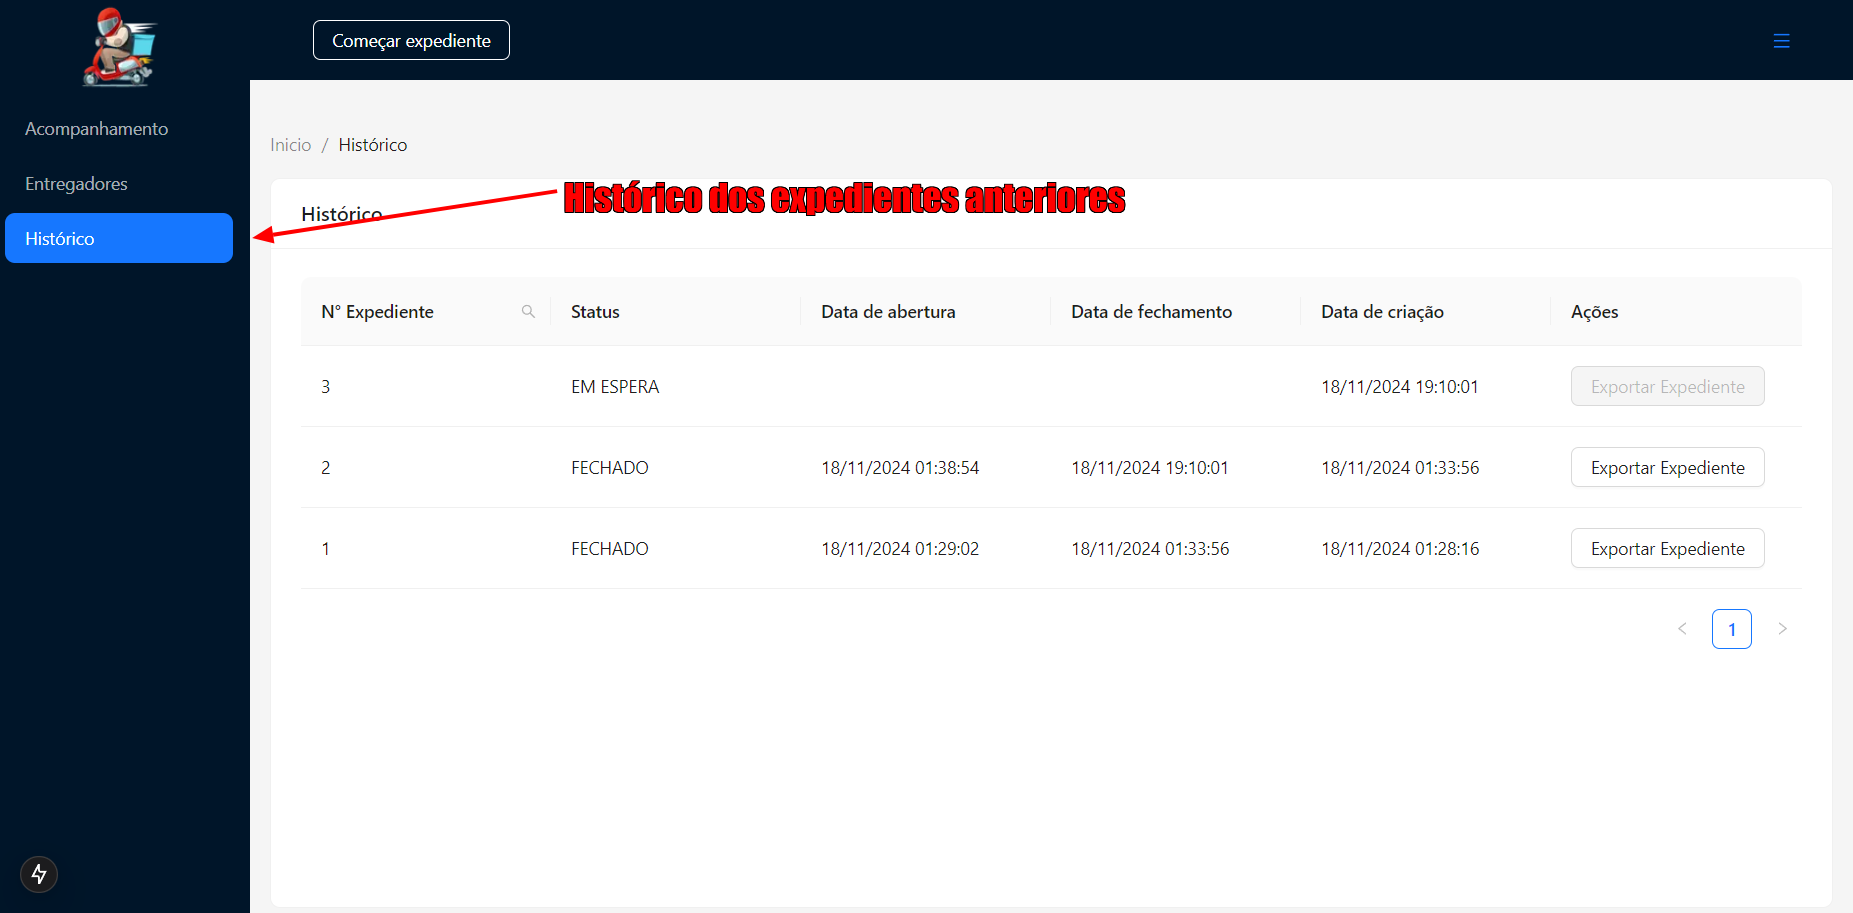 Começar expediente
Acompanhamento
Entregadores
Histórico
Inicio / Histórico
Histórico dos expedientes anteriores
Histórico
N° Expediente Status Data de abertura Data de fechamento Data de criação Ações
3 EM ESPERA 18/11/2024 19:10:01 Exportar Expediente
2 FECHADO 18/11/2024 01:38:54 18/11/2024 19:10:01 18/11/2024 01:33:56 Exportar Expediente
1 FECHADO 18/11/2024 01:29:02 18/11/2024 01:33:56 18/11/2024 01:28:16 Exportar Expediente
1